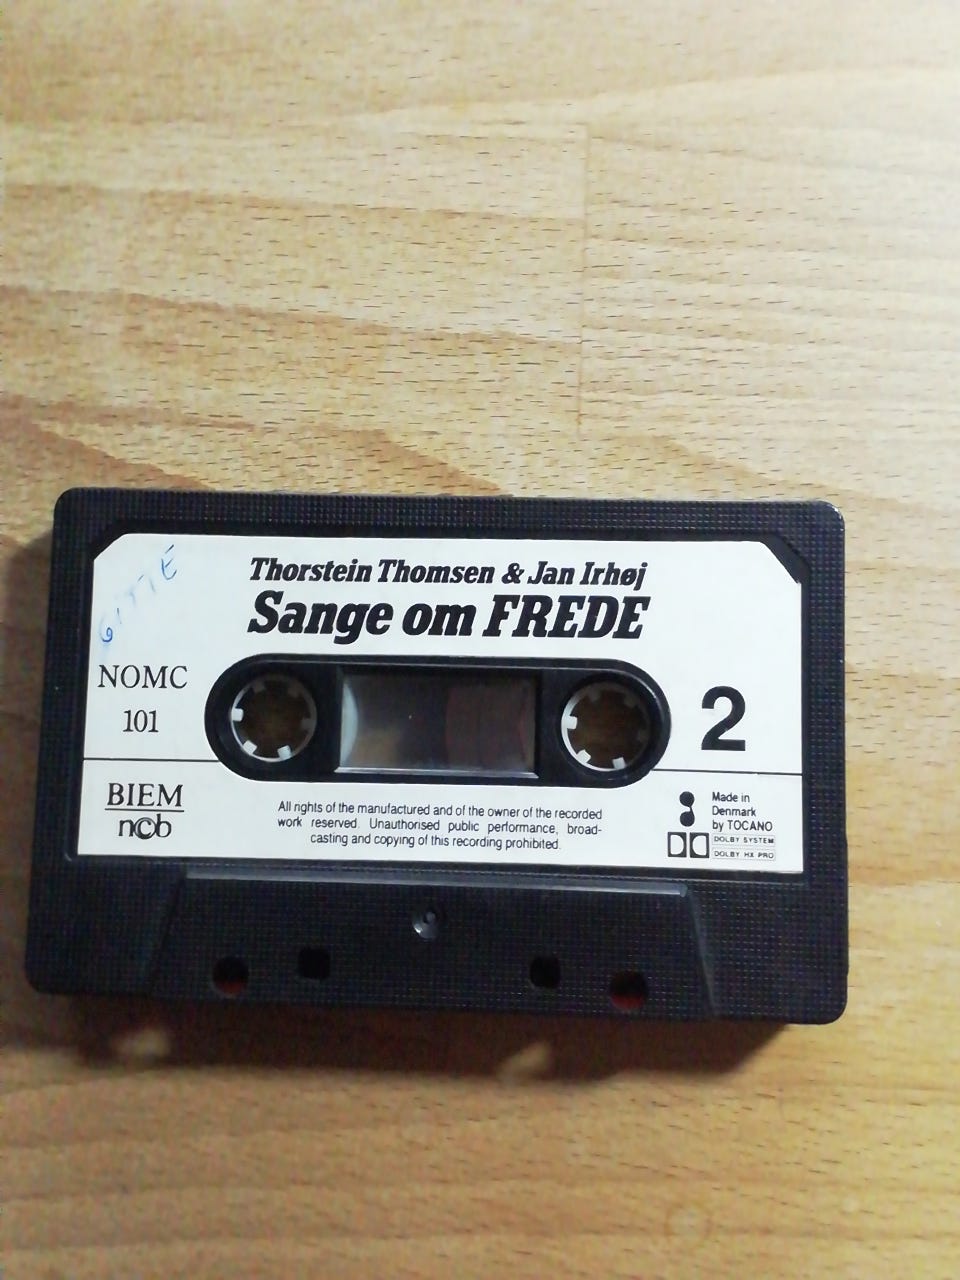 GITTE
Thorstein Thomsen & Jan Irhøj
Sange om FREDE
NOMC
101
2
BIEM
ncb
All rights of the manufactured and of the owner of the recorded
work reserved. Unauthorised public performance, broad-
casting and copying of this recording prohibited.
Made in
Denmark
by TOCANO
DOLBY SYSTEM
DOLBY HX PRO